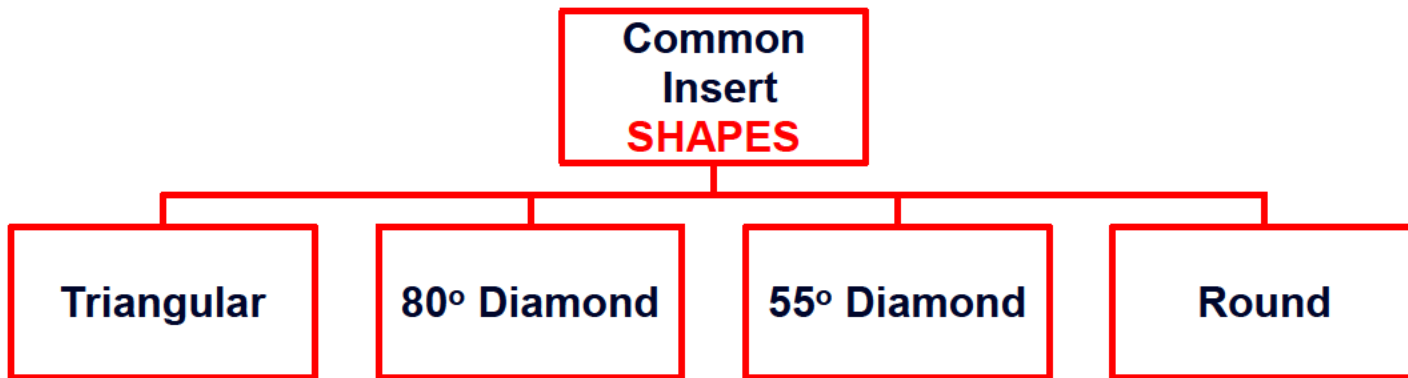 Common
Insert
SHAPES
Triangular
80º Diamond
55º Diamond
Round